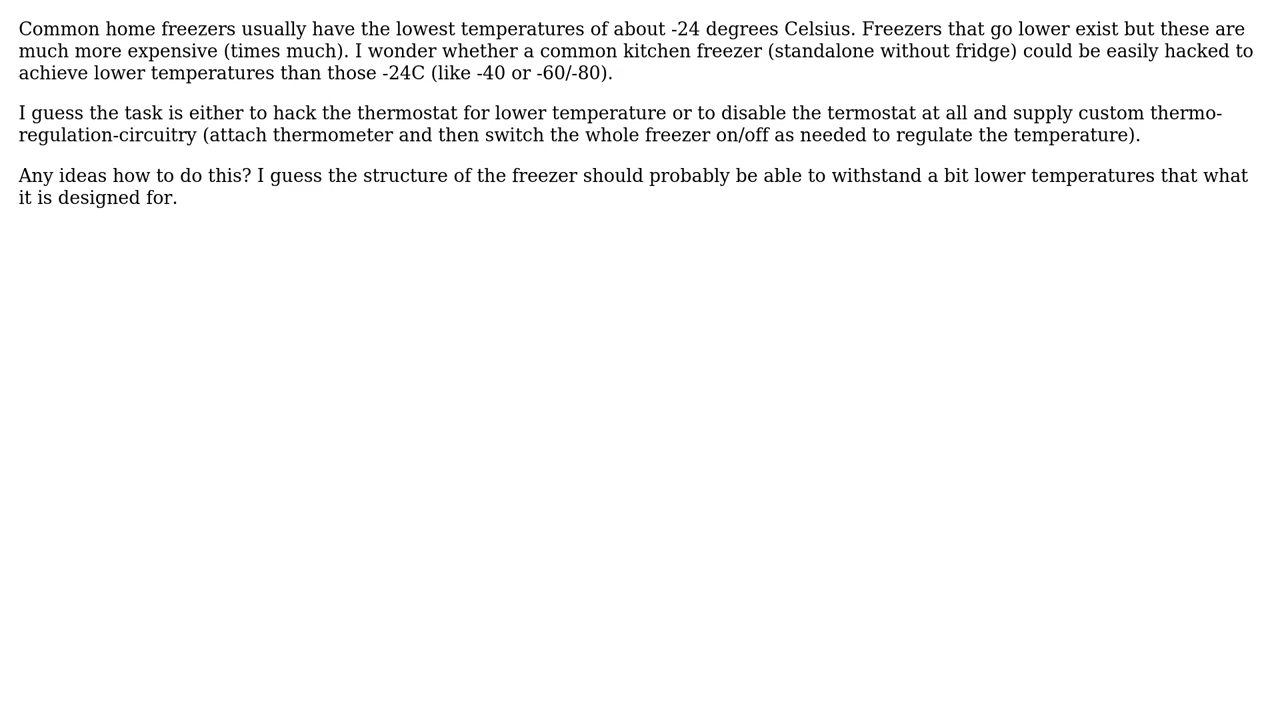 Common home freezers usually have the lowest temperatures of about -24 degrees Celsius. Freezers that go lower exist but these are
much more expensive (times much). I wonder whether a common kitchen freezer (standalone without fridge) could be easily hacked to
achieve lower temperatures than those -24C (like -40 or -60/-80).
I guess the task is either to hack the thermostat for lower temperature or to disable the termostat at all and supply custom thermo-
regulation-circuitry (attach thermometer and then switch the whole freezer on/off as needed to regulate the temperature).
Any ideas how to do this? I guess the structure of the freezer should probably be able to withstand a bit lower temperatures that what
it is designed for.